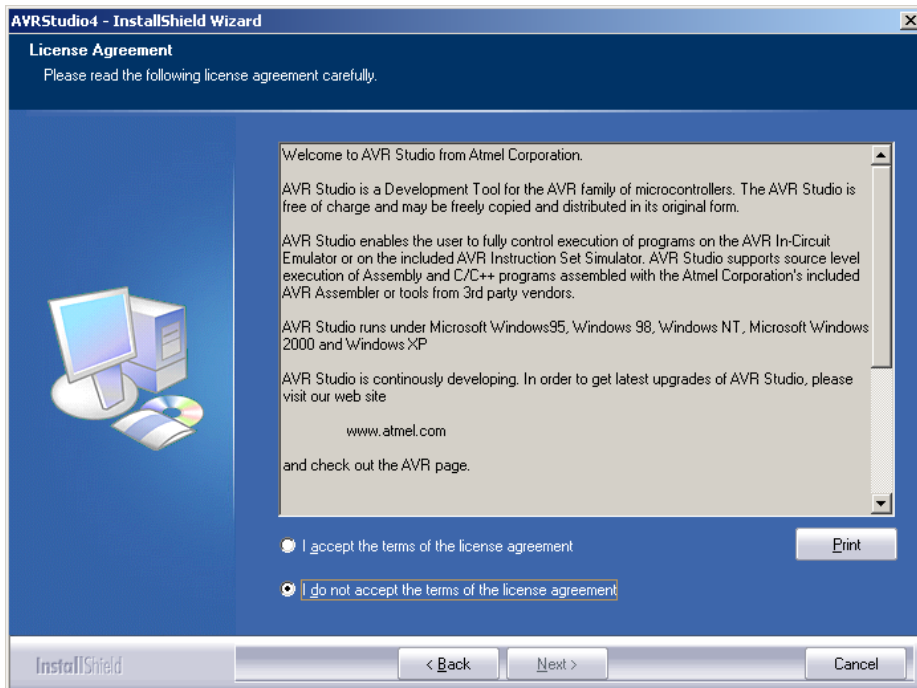 AVRStudio4 - InstallShield Wizard
License Agreement
Please read the following license agreement carefully.
Welcome to AVR Studio from Atmel Corporation.
AVR Studio is a Development Tool for the AVR family of microcontrollers. The AVR Studio is
free of charge and may be freely copied and distributed in its original form.
AVR Studio enables the user to fully control execution of programs on the AVR In-Circuit
Emulator or on the included AVR Instruction Set Simulator. AVR Studio supports source level
execution of Assembly and C/C++ programs assembled with the Atmel Corporation's included
AVR Assembler or tools from 3rd party vendors.
AVR Studio runs under Microsoft Windows95, Windows 98, Windows NT, Microsoft Windows
2000 and Windows XP
AVR Studio is continously developing. In order to get latest upgrades of AVR Studio, please
visit our web site
www.atmel.com
and check out the AVR page.
I accept the terms of the license agreement
Print
I do not accept the terms of the license agreement
InstallShield
< Back
Next >
Cancel